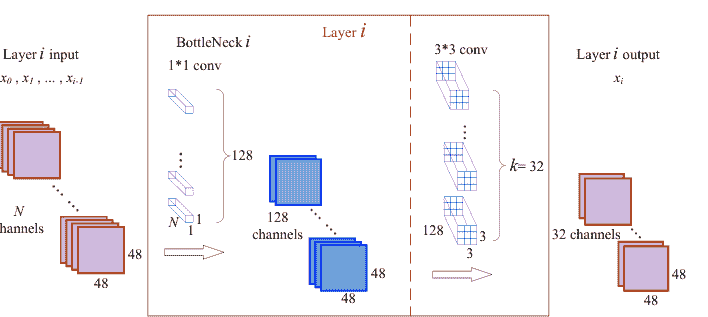 Layer i input
x0 , x1 , ... , xi-1
N
hannels
48
48
BottleNeck i
1*1 conv
N
1
1
128
Layer i
128
channels
48
48
3*3 conv
128
3
3
k= 32
Layer i output
xi
32 channels
48
48